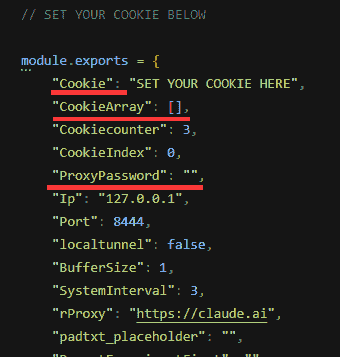 // SET YOUR COOKIE BELOW
module.exports = {
"Cookie": "SET YOUR COOKIE HERE",
"CookieArray": [],
"Cookiecounter": 3,
"CookieIndex": 0,
"ProxyPassword": "",
"Ip": "127.0.0.1",
"Port": 8444,
"localtunnel": false,
"BufferSize": 1,
"SystemInterval": 3,
"rProxy": "https://claude.ai",
"padtxt_placeholder": "",